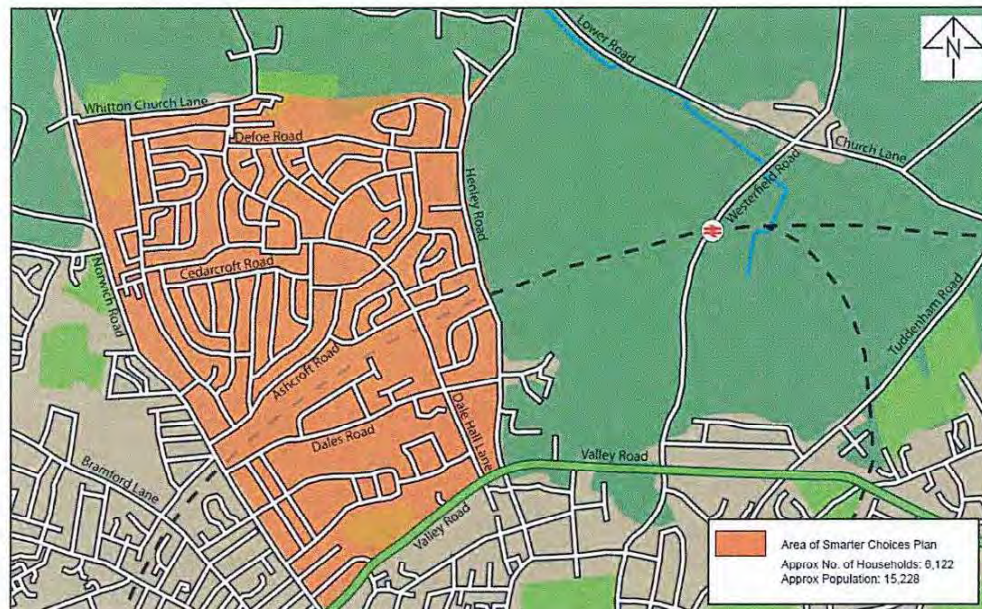 N
Lower Road
Whitton Church Lane
Defoe Road
Church Lane
Henley Road
Westerfield Road
Cedarcroft Road
Norwich Road
Tuddenham Road
Ashcroft Road
Dale Hall Lane
Dales Road
Valley Road
Bramford Lane
Valley Road
Area of Smarter Choices Plan
Approx No. of Households: 6,122
Approx Population: 15,228